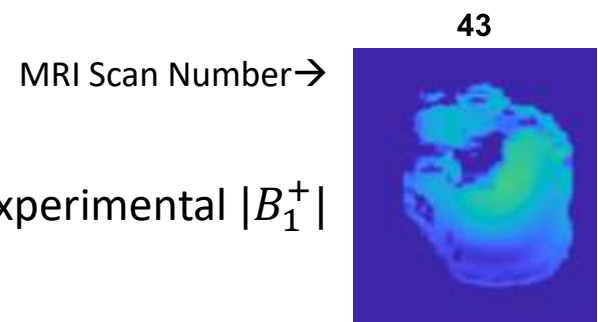 43
MRI Scan Number→
xperimental |B₁⁺|